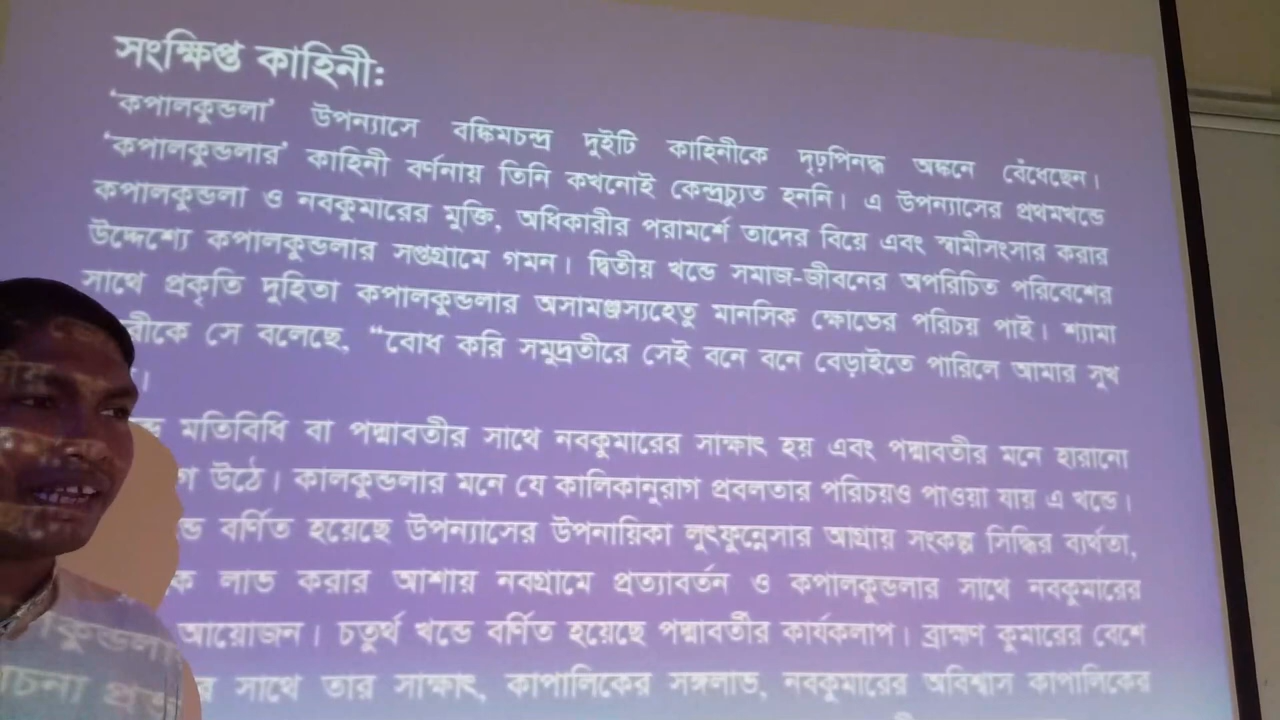 সংক্ষিপ্ত কাহিনী:
‘কপালকুন্ডলা’ উপন্যাসে বঙ্কিমচন্দ্র দুইটি কাহিনীকে দৃঢ়পিনদ্ধ অঙ্কনে বেঁধেছেন।
‘কপালকুন্ডলার’ কাহিনী বর্ণনায় তিনি কখনোই কেন্দ্রচ্যুত হননি। এ উপন্যাসের প্রথমখন্ডে
কপালকুন্ডলা ও নবকুমারের মুক্তি, অধিকারীর পরামর্শে তাদের বিয়ে এবং স্বামীসংসার করার
উদ্দেশ্যে কপালকুন্ডলার সপ্তগ্রামে গমন। দ্বিতীয় খন্ডে সমাজ-জীবনের অপরিচিত পরিবেশের
সাথে প্রকৃতি দুহিতা কপালকুন্ডলার অসামঞ্জস্যহেতু মানসিক ক্ষোভের পরিচয় পাই। শ্যামা
সে বলেছে, “বোধ করি সমুদ্রতীরে সেই বনে বনে বেড়াইতে পারিলে আমার সুখ
মতিবিধি বা পদ্মাবতীর সাথে নবকুমারের সাক্ষাৎ হয় এবং পদ্মাবতীর মনে হারানো
উঠে। কালকুন্ডলার মনে যে কালিকানুরাগ প্রবলতার পরিচয়ও পাওয়া যায় এ খন্ডে।
বর্ণিত হয়েছে উপন্যাসের উপনায়িকা লুৎফুন্নেসার আগ্রায় সংকল্প সিদ্ধির ব্যর্থতা,
লাভ করার আশায় নবগ্রামে প্রত্যাবর্তন ও কপালকুন্ডলার সাথে নবকুমারের
আয়োজন। চতুর্থ খন্ডে বর্ণিত হয়েছে পদ্মাবতীর কার্যকলাপ। ব্রাহ্মণ কুমারের বেশে
সাথে তার সাক্ষাৎ, কাপালিকের সঙ্গলাভ, নবকুমারের অবিশ্বাস কাপালিকের